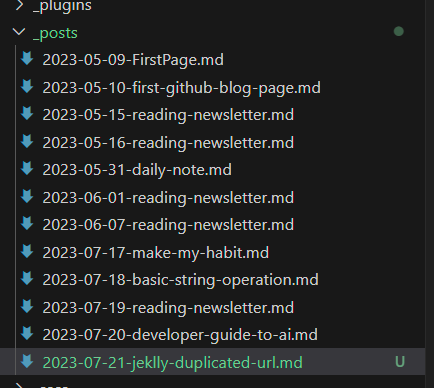 _plugins
_posts
2023-05-09-FirstPage.md
2023-05-10-first-github-blog-page.md
2023-05-15-reading-newsletter.md
2023-05-16-reading-newsletter.md
2023-05-31-daily-note.md
2023-06-01-reading-newsletter.md
2023-06-07-reading-newsletter.md
2023-07-17-make-my-habit.md
2023-07-18-basic-string-operation.md
2023-07-19-reading-newsletter.md
2023-07-20-developer-guide-to-ai.md
2023-07-21-jeklly-duplicated-url.md U